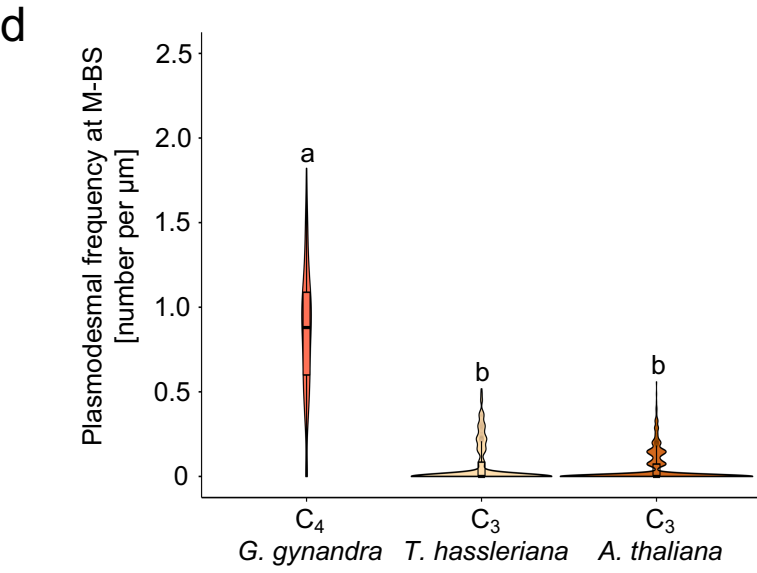 d
Plasmodesmal frequency at M-BS
[number per µm]
2.5
2.0
1.5
1.0
0.5
0
a
b
b
C₄
C₃
C₃
G. gynandra
T. hassleriana
A. thaliana